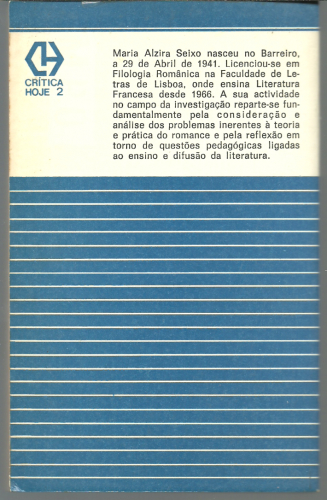 CRÍTICA
HOJE 2
Maria Alzira Seixo nasceu no Barreiro,
a 29 de Abril de 1941. Licenciou-se em
Filologia Românica na Faculdade de Le-
tras de Lisboa, onde ensina Literatura
Francesa desde 1966. A sua actividade
no campo da investigação reparte-se fun-
damentalmente pela consideração e
análise dos problemas inerentes à teoria
e prática do romance e pela reflexão em
torno de questões pedagógicas ligadas
ao ensino e difusão da literatura.